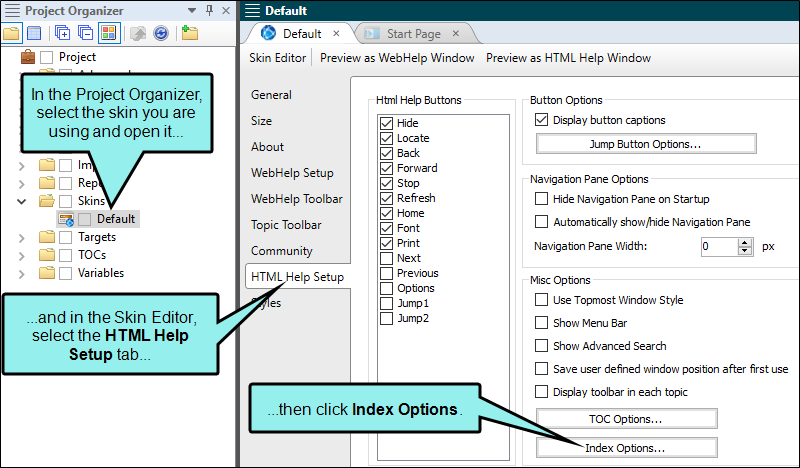 Project Organizer
Project
In the Project Organizer,
select the skin you are
using and open it...
Skins
Default
Targets
TOCs
Variables
...and in the Skin Editor,
select the HTML Help
Setup tab...
Default
Default
Start Page
Skin Editor
Preview as WebHelp Window
Preview as HTML Help Window
General
Size
About
WebHelp Setup
WebHelp Toolbar
Topic Toolbar
Community
HTML Help Setup
Styles
Html Help Buttons
Hide
Locate
Back
Forward
Stop
Refresh
Home
Font
Print
Next
Previous
Options
Jump1
Jump2
Button Options
Display button captions
Jump Button Options...
Navigation Pane Options
Hide Navigation Pane on Startup
Automatically show/hide Navigation Pane
Navigation Pane Width: 0 px
Misc Options
Use Topmost Window Style
Show Menu Bar
Show Advanced Search
Save user defined window position after first use
Display toolbar in each topic
TOC Options...
Index Options...
...then click Index Options.